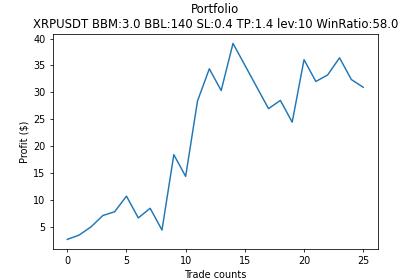 Portfolio
XRPUSDT BBM:3.0 BBL:140 SL:0.4 TP:1.4 lev:10 WinRatio:58.0
40
35
30
25
20
15
10
5
Profit ($)
0 5 10 15 20 25
Trade counts